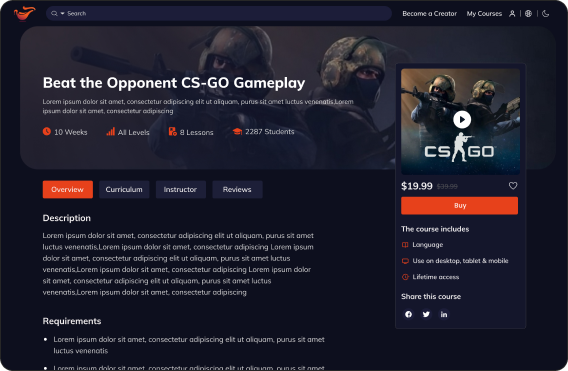 Search
Become a Creator
My Courses
Beat the Opponent CS-GO Gameplay
Lorem ipsum dolor sit amet, consectetur adipiscing elit ut aliquam, purus sit amet luctus venenatis.Lorem
ipsum dolor sit amet, consectetur adipiscing
10 Weeks
All Levels
8 Lessons
2287 Students
CS GO
$19.99
Buy
Overview
Curriculum
Instructor
Reviews
Description
Lorem ipsum dolor sit amet, consectetur adipiscing elit ut aliquam, purus sit amet
luctus venenatis,Lorem ipsum dolor sit amet, consectetur adipiscing Lorem ipsum
dolor sit amet, consectetur adipiscing elit ut aliquam, purus sit amet luctus
venenatis,Lorem ipsum dolor sit amet, consectetur adipiscing Lorem ipsum dolor
sit amet, consectetur adipiscing elit ut aliquam, purus sit amet luctus
venenatis,Lorem ipsum dolor sit amet, consectetur adipiscing
Requirements
Lorem ipsum dolor sit amet, consectetur adipiscing elit ut aliquam, purus sit amet
luctus venenatis
Lorem ipsum dolor sit amet, consectetur adipiscing elit ut aliquam, purus sit amet
The course includes
Language
Use on desktop, tablet & mobile
Lifetime access
Share this course